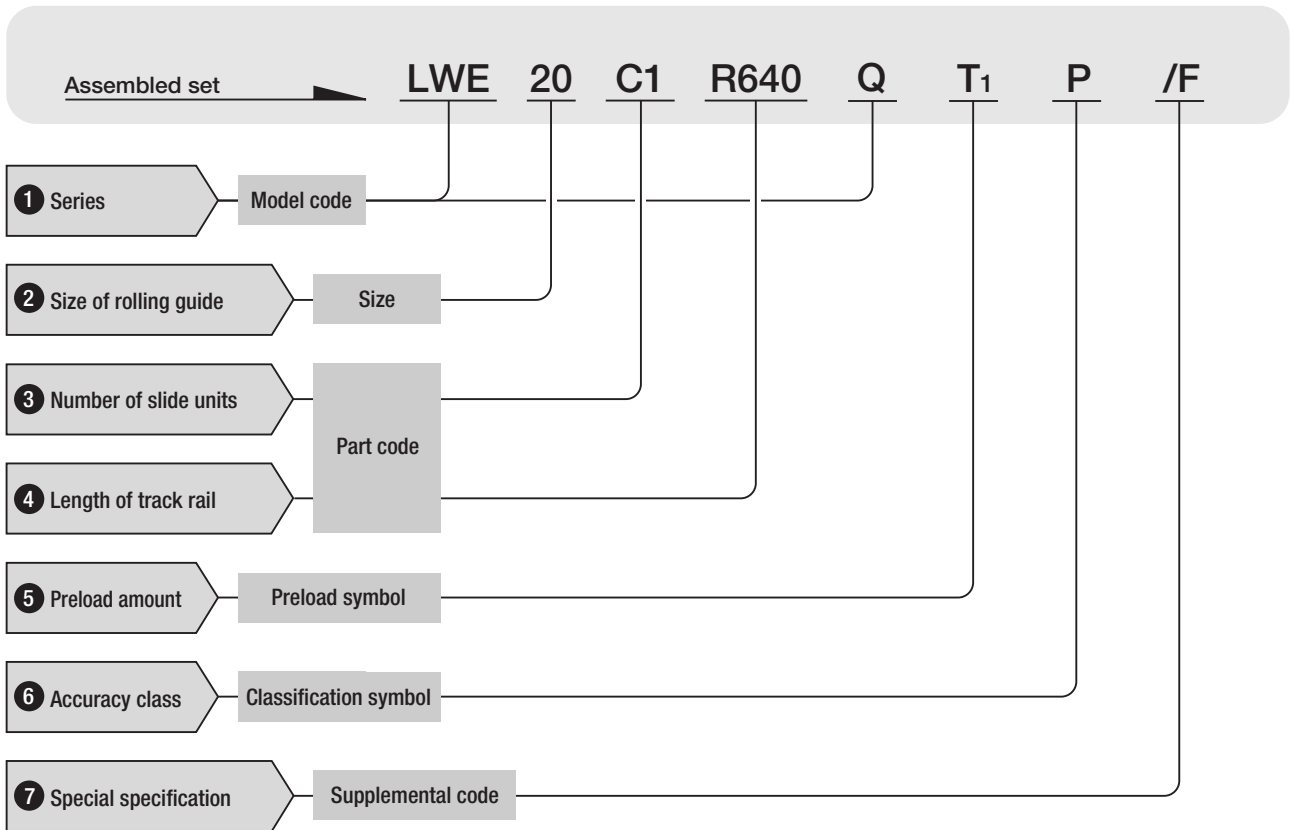 Assembled set LWE 20 C1 R640 Q T1 P /F
1 Series Model code
2 Size of rolling guide Size
3 Number of slide units
Part code
4 Length of track rail
5 Preload amount Preload symbol
6 Accuracy class Classification symbol
7 Special specification Supplemental code